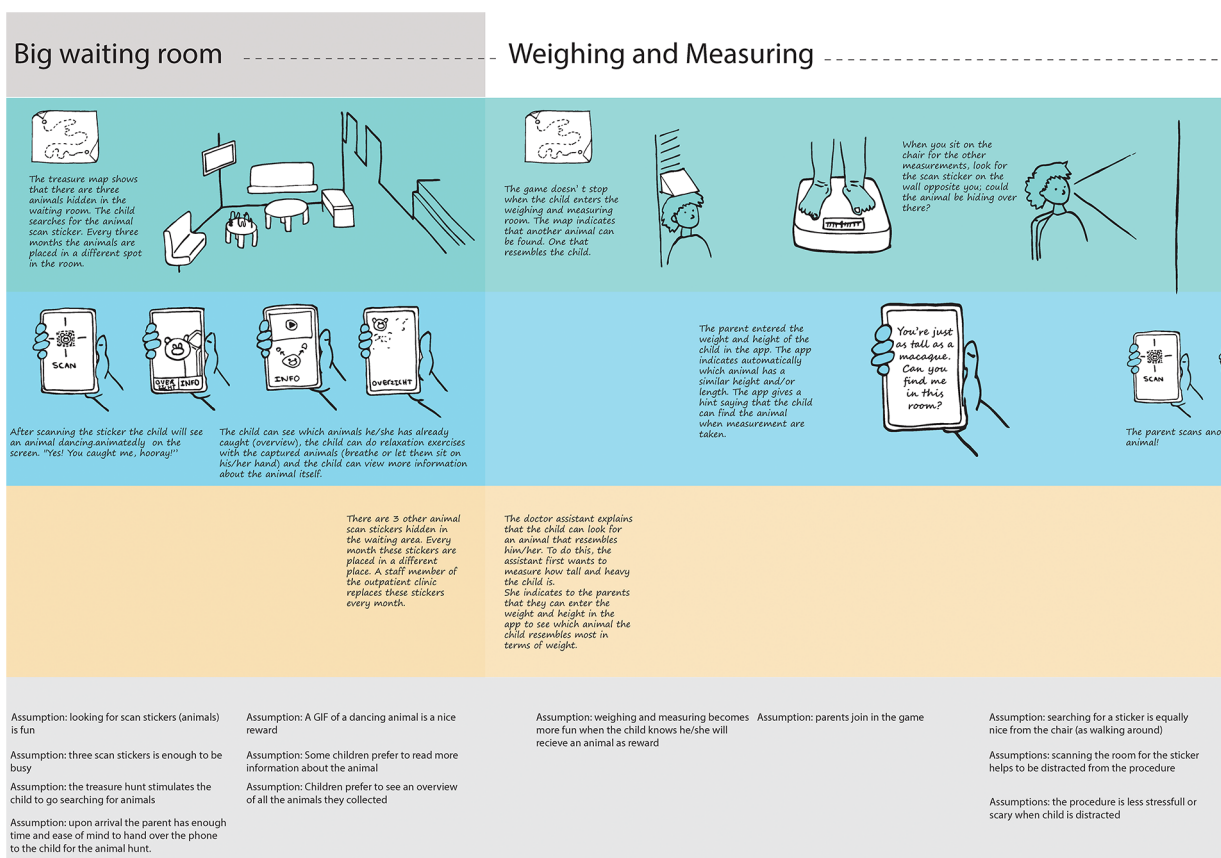 Big waiting room
Weighing and Measuring
The treasure map shows
that there are three
animals hidden in the
waiting room. The child
searches for the animal
scan sticker. Every three
months the animals are
placed in a different spot
in the room.
The game doesn' t stop
when the child enters the
weighing and measuring
room. The map indicates
that another animal can
be found. One that
resembles the child.
When you sit on the
chair for the other
measurements, look for
the scan sticker on the
wall opposite you; could
the animal be hiding over
there?
SCAN
OVER
ZICHT
INFO
INFO
OVERZICHT
After scanning the sticker the child will see
an animal dancing.animatedly on the
screen. "Yes! You caught me, hooray!''
The child can see which animals he/she has already
caught (overview), the child can do relaxation exercises
with the captured animals (breathe or let them sit on
his/her hand) and the child can view more information
about the animal itself.
The parent entered the
weight and height of the
child in the app. The app
indicates automatically
which animal has a
similar height and/or
length. The app gives a
hint saying that the child
can find the animal
when measurement are
taken.
You're just
as tall as a
macaque.
Can you
find me
in this
room?
SCAN
The parent scans ano
animal!
There are 3 other animal
scan stickers hidden in
the waiting area. Every
month these stickers are
placed in a different
place. A staff member of
the outpatient clinic
replaces these stickers
every month.
The doctor assistant explains
that the child can look for
an animal that resembles
him/her. To do this, the
assistant first wants to
measure how tall and heavy
the child is.
She indicates to the parents
that they can enter the
weight and height in the
app to see which animal the
child resembles most in
terms of weight.
Assumption: looking for scan stickers (animals)
is fun
Assumption: three scan stickers is enough to be
busy
Assumption: the treasure hunt stimulates the
child to go searching for animals
Assumption: upon arrival the parent has enough
time and ease of mind to hand over the phone
to the child for the animal hunt.
Assumption: A GIF of a dancing animal is a nice
reward
Assumption: Some children prefer to read more
information about the animal
Assumption: Children prefer to see an overview
of all the animals they collected
Assumption: weighing and measuring becomes
more fun when the child knows he/she will
recieve an animal as reward
Assumption: parents join in the game
Assumption: searching for a sticker is equally
nice from the chair (as walking around)
Assumptions: scanning the room for the sticker
helps to be distracted from the procedure
Assumptions: the procedure is less stressfull or
scary when child is distracted